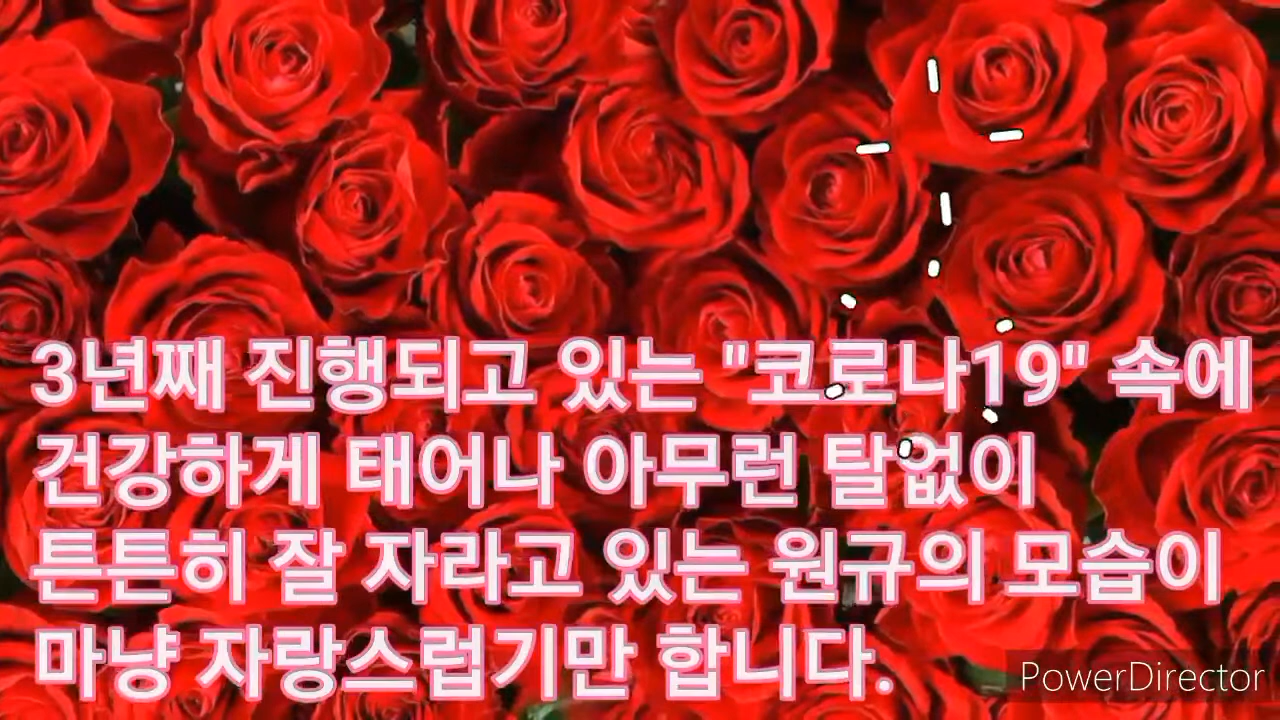 3년째 진행되고 있는 "코로나19" 속에
건강하게 태어나 아무런 탈없이
튼튼히 잘 자라고 있는 원규의 모습이
마냥 자랑스럽기만 합니다.
PowerDirector